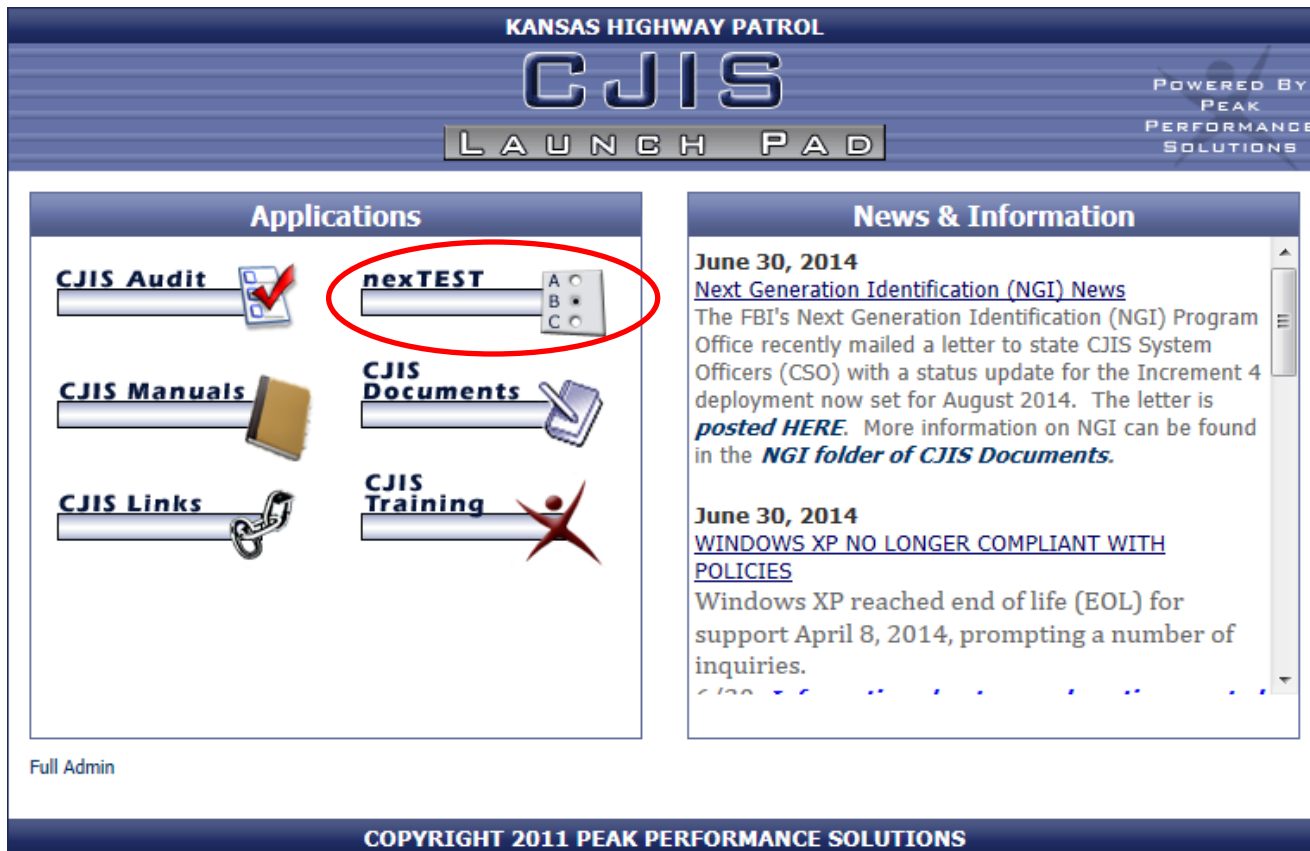 KANSAS HIGHWAY PATROL
CJIS
LAUNCH PAD
POWERED BY
PEAK
PERFORMANCE
SOLUTIONS
Applications
CJIS Audit
nexTEST
A
B
C
CJIS Manuals
CJIS
Documents
CJIS Links
CJIS
Training
News & Information
June 30, 2014
Next Generation Identification (NGI) News
The FBI's Next Generation Identification (NGI) Program
Office recently mailed a letter to state CJIS System
Officers (CSO) with a status update for the Increment 4
deployment now set for August 2014. The letter is
posted HERE. More information on NGI can be found
in the NGI folder of CJIS Documents.
June 30, 2014
WINDOWS XP NO LONGER COMPLIANT WITH
POLICIES
Windows XP reached end of life (EOL) for
support April 8, 2014, prompting a number of
inquiries.
Full Admin
COPYRIGHT 2011 PEAK PERFORMANCE SOLUTIONS